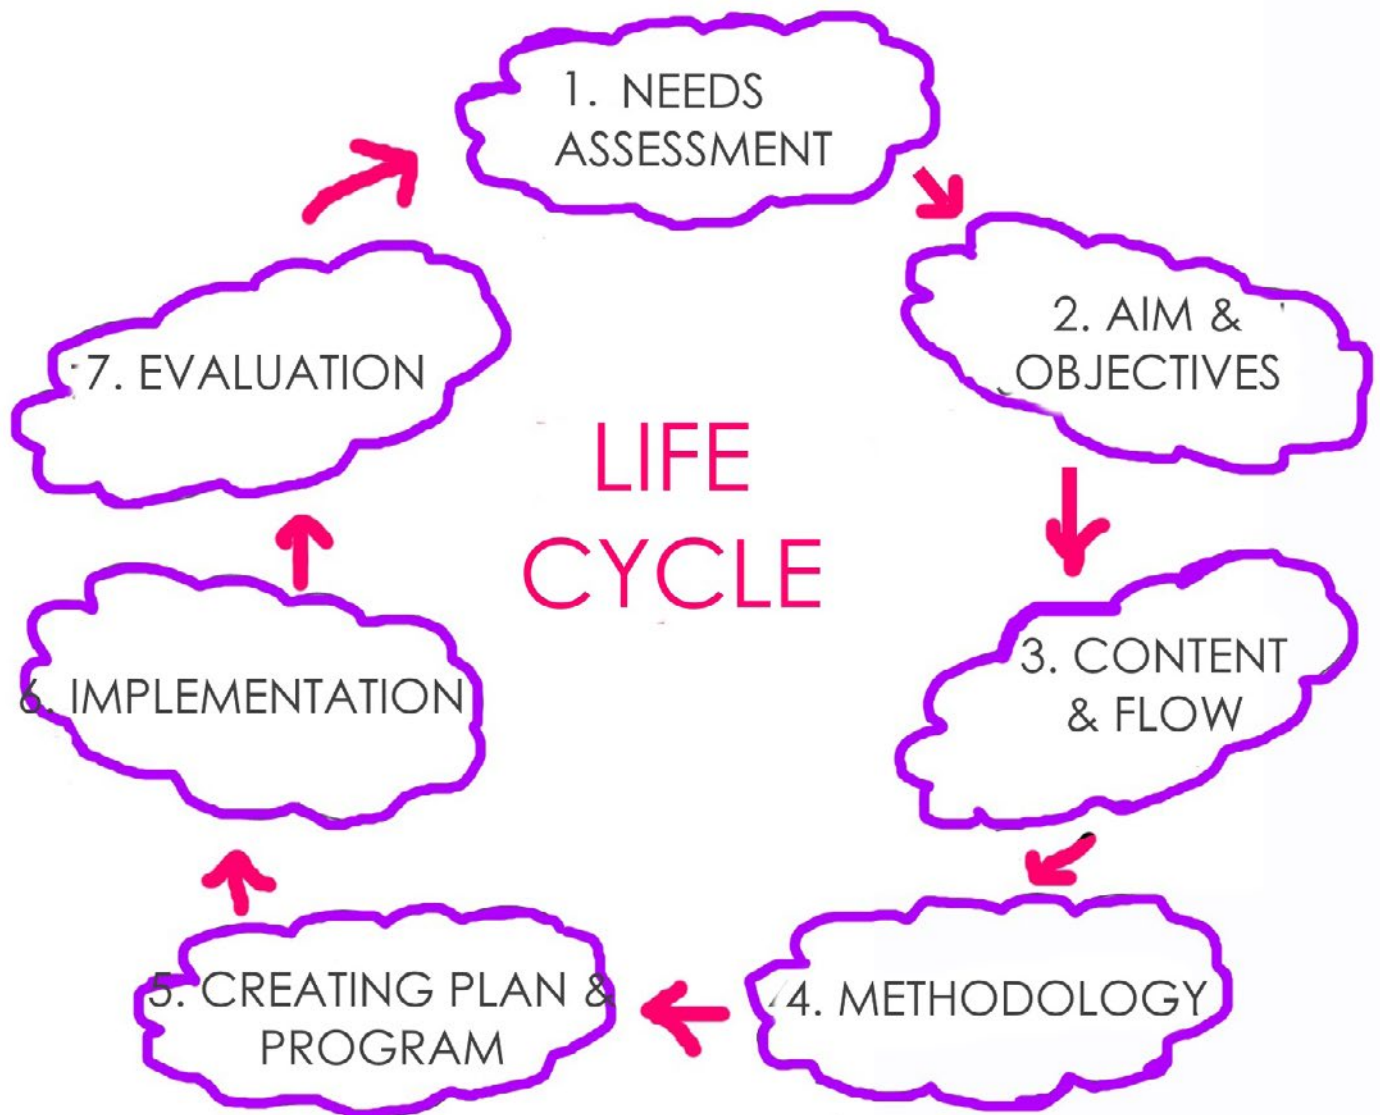 1. NEEDS
ASSESSMENT
2. AIM &
OBJECTIVES
3. CONTENT
& FLOW
4. METHODOLOGY
5. CREATING PLAN &
PROGRAM
6. IMPLEMENTATION
7. EVALUATION
LIFE
CYCLE